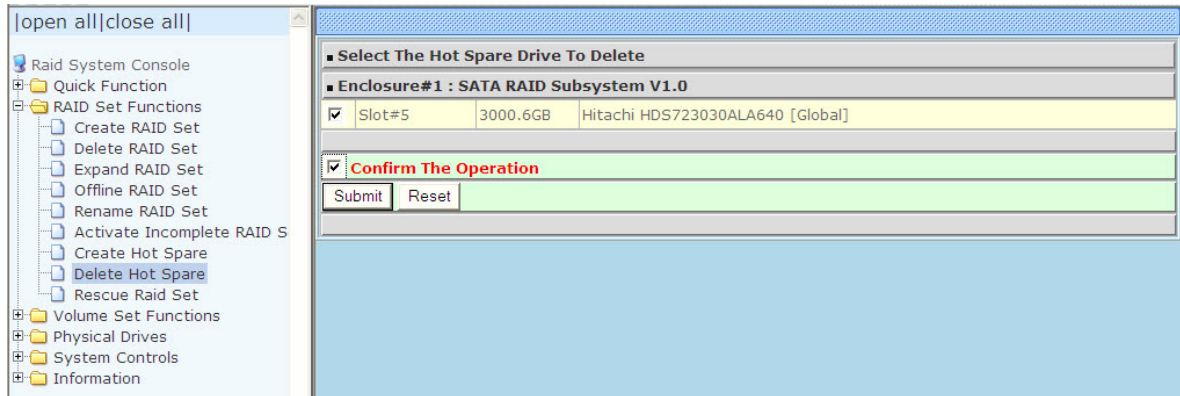 |open all|close all|
Raid System Console
Quick Function
RAID Set Functions
Create RAID Set
Delete RAID Set
Expand RAID Set
Offline RAID Set
Rename RAID Set
Activate Incomplete RAID S
Create Hot Spare
Delete Hot Spare
Rescue Raid Set
Volume Set Functions
Physical Drives
System Controls
Information
Select The Hot Spare Drive To Delete
Enclosure#1 : SATA RAID Subsystem V1.0
Slot#5 3000.6GB Hitachi HDS723030ALA640 [Global]
Confirm The Operation
Submit Reset